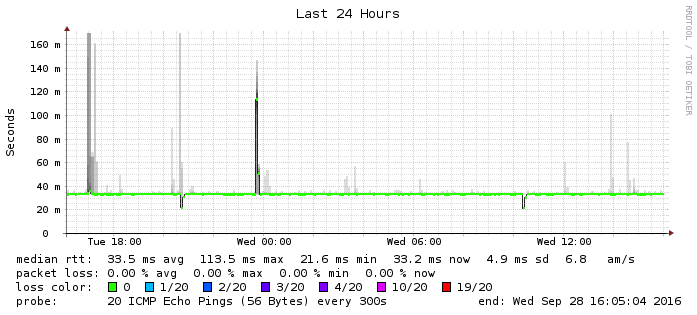 Last 24 Hours
RRDTOOL / TOBI OETIKER
Seconds
160 m
140 m
120 m
100 m
80 m
60 m
40 m
20 m
0
Tue 18:00 Wed 00:00 Wed 06:00 Wed 12:00
median rtt: 33.5 ms avg 113.5 ms max 21.6 ms min 33.2 ms now 4.9 ms sd 6.8 am/s
packet loss: 0.00 % avg 0.00 % max 0.00 % min 0.00 % now
loss color: 0 1/20 2/20 3/20 4/20 10/20 19/20
probe: 20 ICMP Echo Pings (56 Bytes) every 300s end: Wed Sep 28 16:05:04 2016